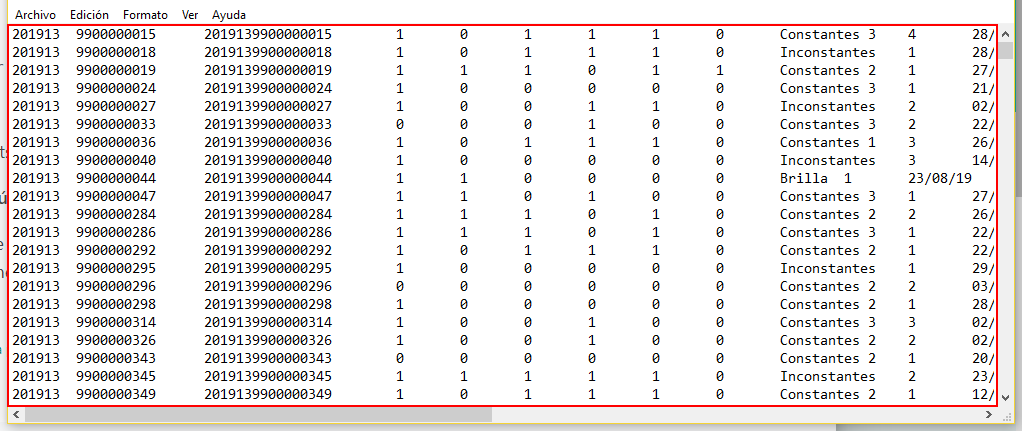 Archivo Edición Formato Ver Ayuda
201913 9900000015 2019139900000015 1 0 1 1 1 0 Constantes 3 4 28/
201913 9900000018 2019139900000018 1 0 1 1 1 0 Inconstantes 1 28/
201913 9900000019 2019139900000019 1 1 1 0 1 1 Constantes 2 1 27/
201913 9900000024 2019139900000024 1 0 0 0 0 0 Constantes 3 1 21/
201913 9900000027 2019139900000027 1 0 0 1 1 0 Inconstantes 2 02/
201913 9900000033 2019139900000033 0 0 0 1 0 0 Constantes 3 2 22/
201913 9900000036 2019139900000036 1 0 1 1 1 0 Constantes 1 3 26/
201913 9900000040 2019139900000040 1 0 0 0 0 0 Inconstantes 3 14/
201913 9900000044 2019139900000044 1 1 0 0 0 0 Brilla 1 23/08/19
201913 9900000047 2019139900000047 1 1 0 1 0 0 Constantes 3 1 27/
201913 9900000284 2019139900000284 1 1 1 0 1 0 Constantes 2 2 26/
201913 9900000286 2019139900000286 1 1 1 0 1 0 Constantes 3 1 22/
201913 9900000292 2019139900000292 1 0 1 1 1 0 Constantes 2 1 22/
201913 9900000295 2019139900000295 1 0 0 0 0 0 Inconstantes 1 29/
201913 9900000296 2019139900000296 0 0 0 0 0 0 Constantes 2 2 03/
201913 9900000298 2019139900000298 1 0 0 0 0 0 Constantes 2 1 28/
201913 9900000314 2019139900000314 1 0 0 1 0 0 Constantes 3 3 02/
201913 9900000326 2019139900000326 1 0 0 1 0 0 Constantes 2 2 02/
201913 9900000343 2019139900000343 0 0 0 0 0 0 Constantes 2 1 20/
201913 9900000345 2019139900000345 1 1 1 1 1 0 Inconstantes 2 23/
201913 9900000349 2019139900000349 1 0 1 1 1 0 Constantes 2 1 12/